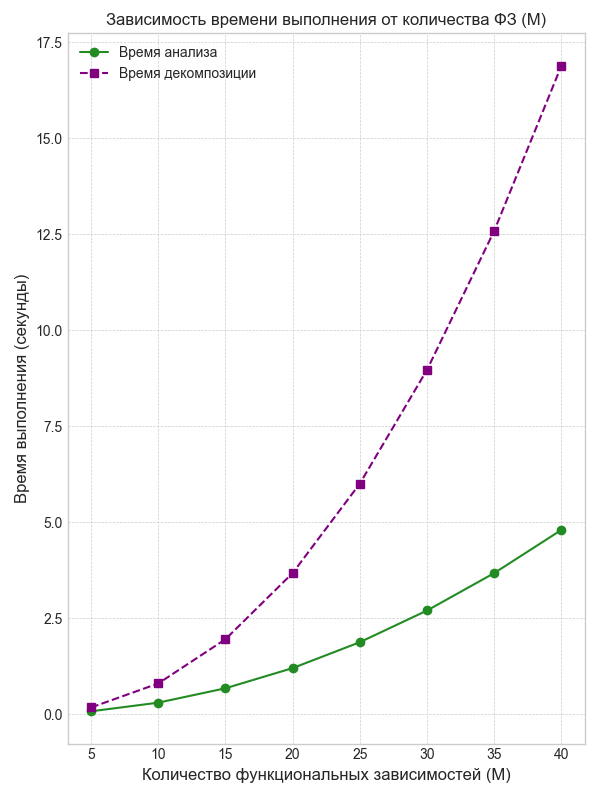 Зависимость времени выполнения от количества ФЗ (M)
Время анализа
Время декомпозиции
Время выполнения (секунды)
17.5
15.0
12.5
10.0
7.5
5.0
2.5
0.0
5 10 15 20 25 30 35 40
Количество функциональных зависимостей (M)